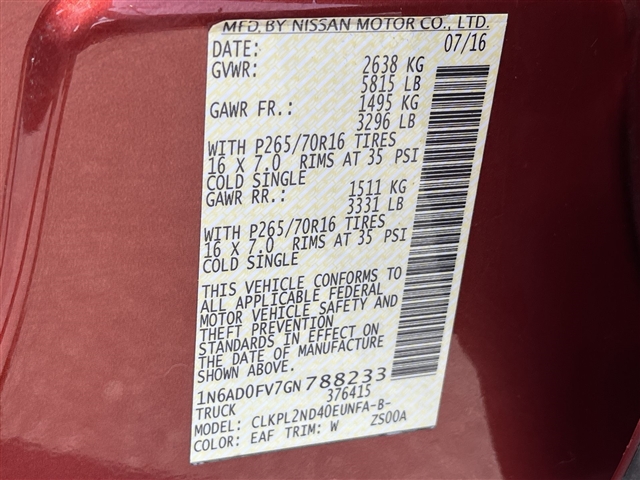 MFD. BY NISSAN MOTOR CO., LTD.
DATE: 07/16
GVWR: 2638 KG
5815 LB
GAWR FR.: 1495 KG
3296 LB
WITH P265/70R16 TIRES
16 X 7.0 RIMS AT 35 PSI
COLD SINGLE
GAWR RR.: 1511 KG
3331 LB
WITH P265/70R16 TIRES
16 X 7.0 RIMS AT 35 PSI
COLD SINGLE
THIS VEHICLE CONFORMS TO
ALL APPLICABLE FEDERAL
MOTOR VEHICLE SAFETY AND
THEFT PREVENTION
STANDARDS IN EFFECT ON
THE DATE OF MANUFACTURE
SHOWN ABOVE.
1N6AD0FV7GN788233
TRUCK 376415
MODEL: CLKPL2ND40EUNFA-B-
COLOR: EAF TRIM: W ZS00A